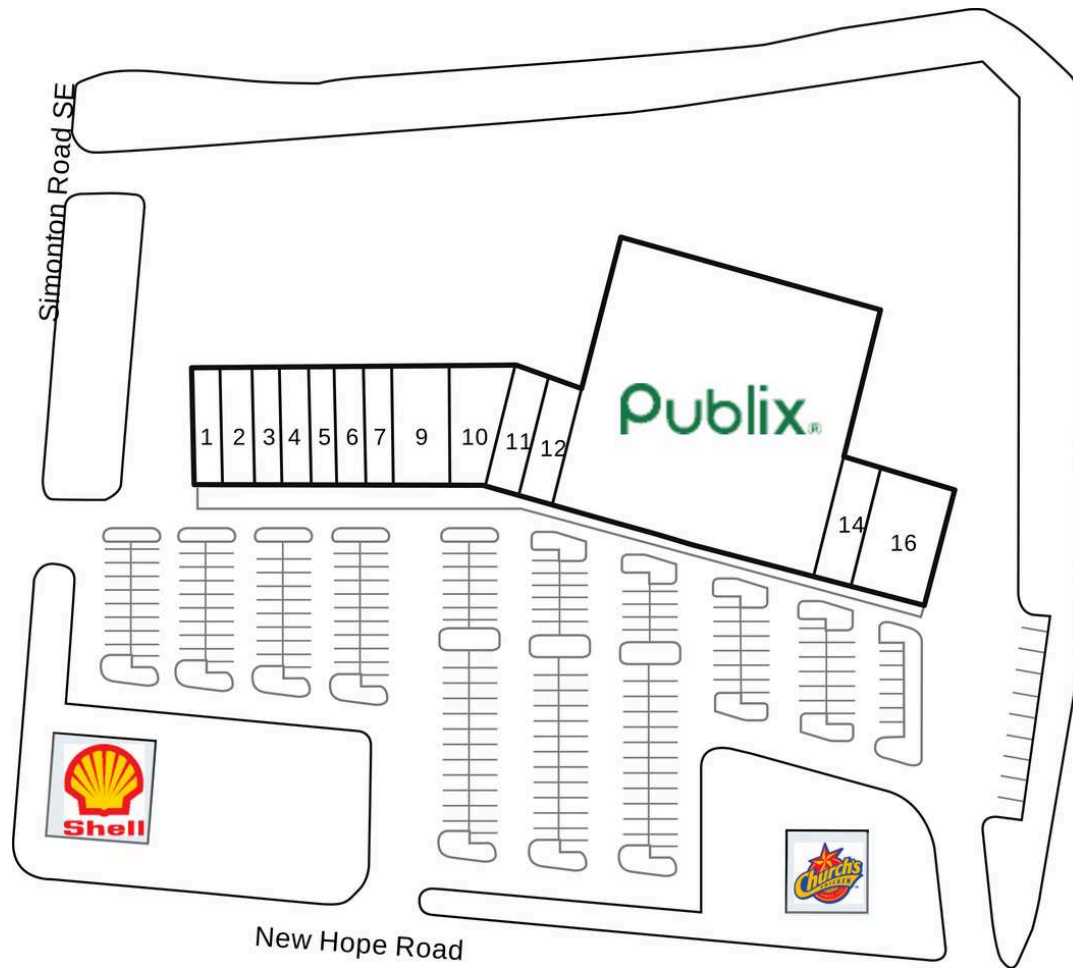 Simonton Road SE
Publix®
1 2 3 4 5 6 7 9 10 11 12
14 16
Shell
Church's
CHICKEN
New Hope Road